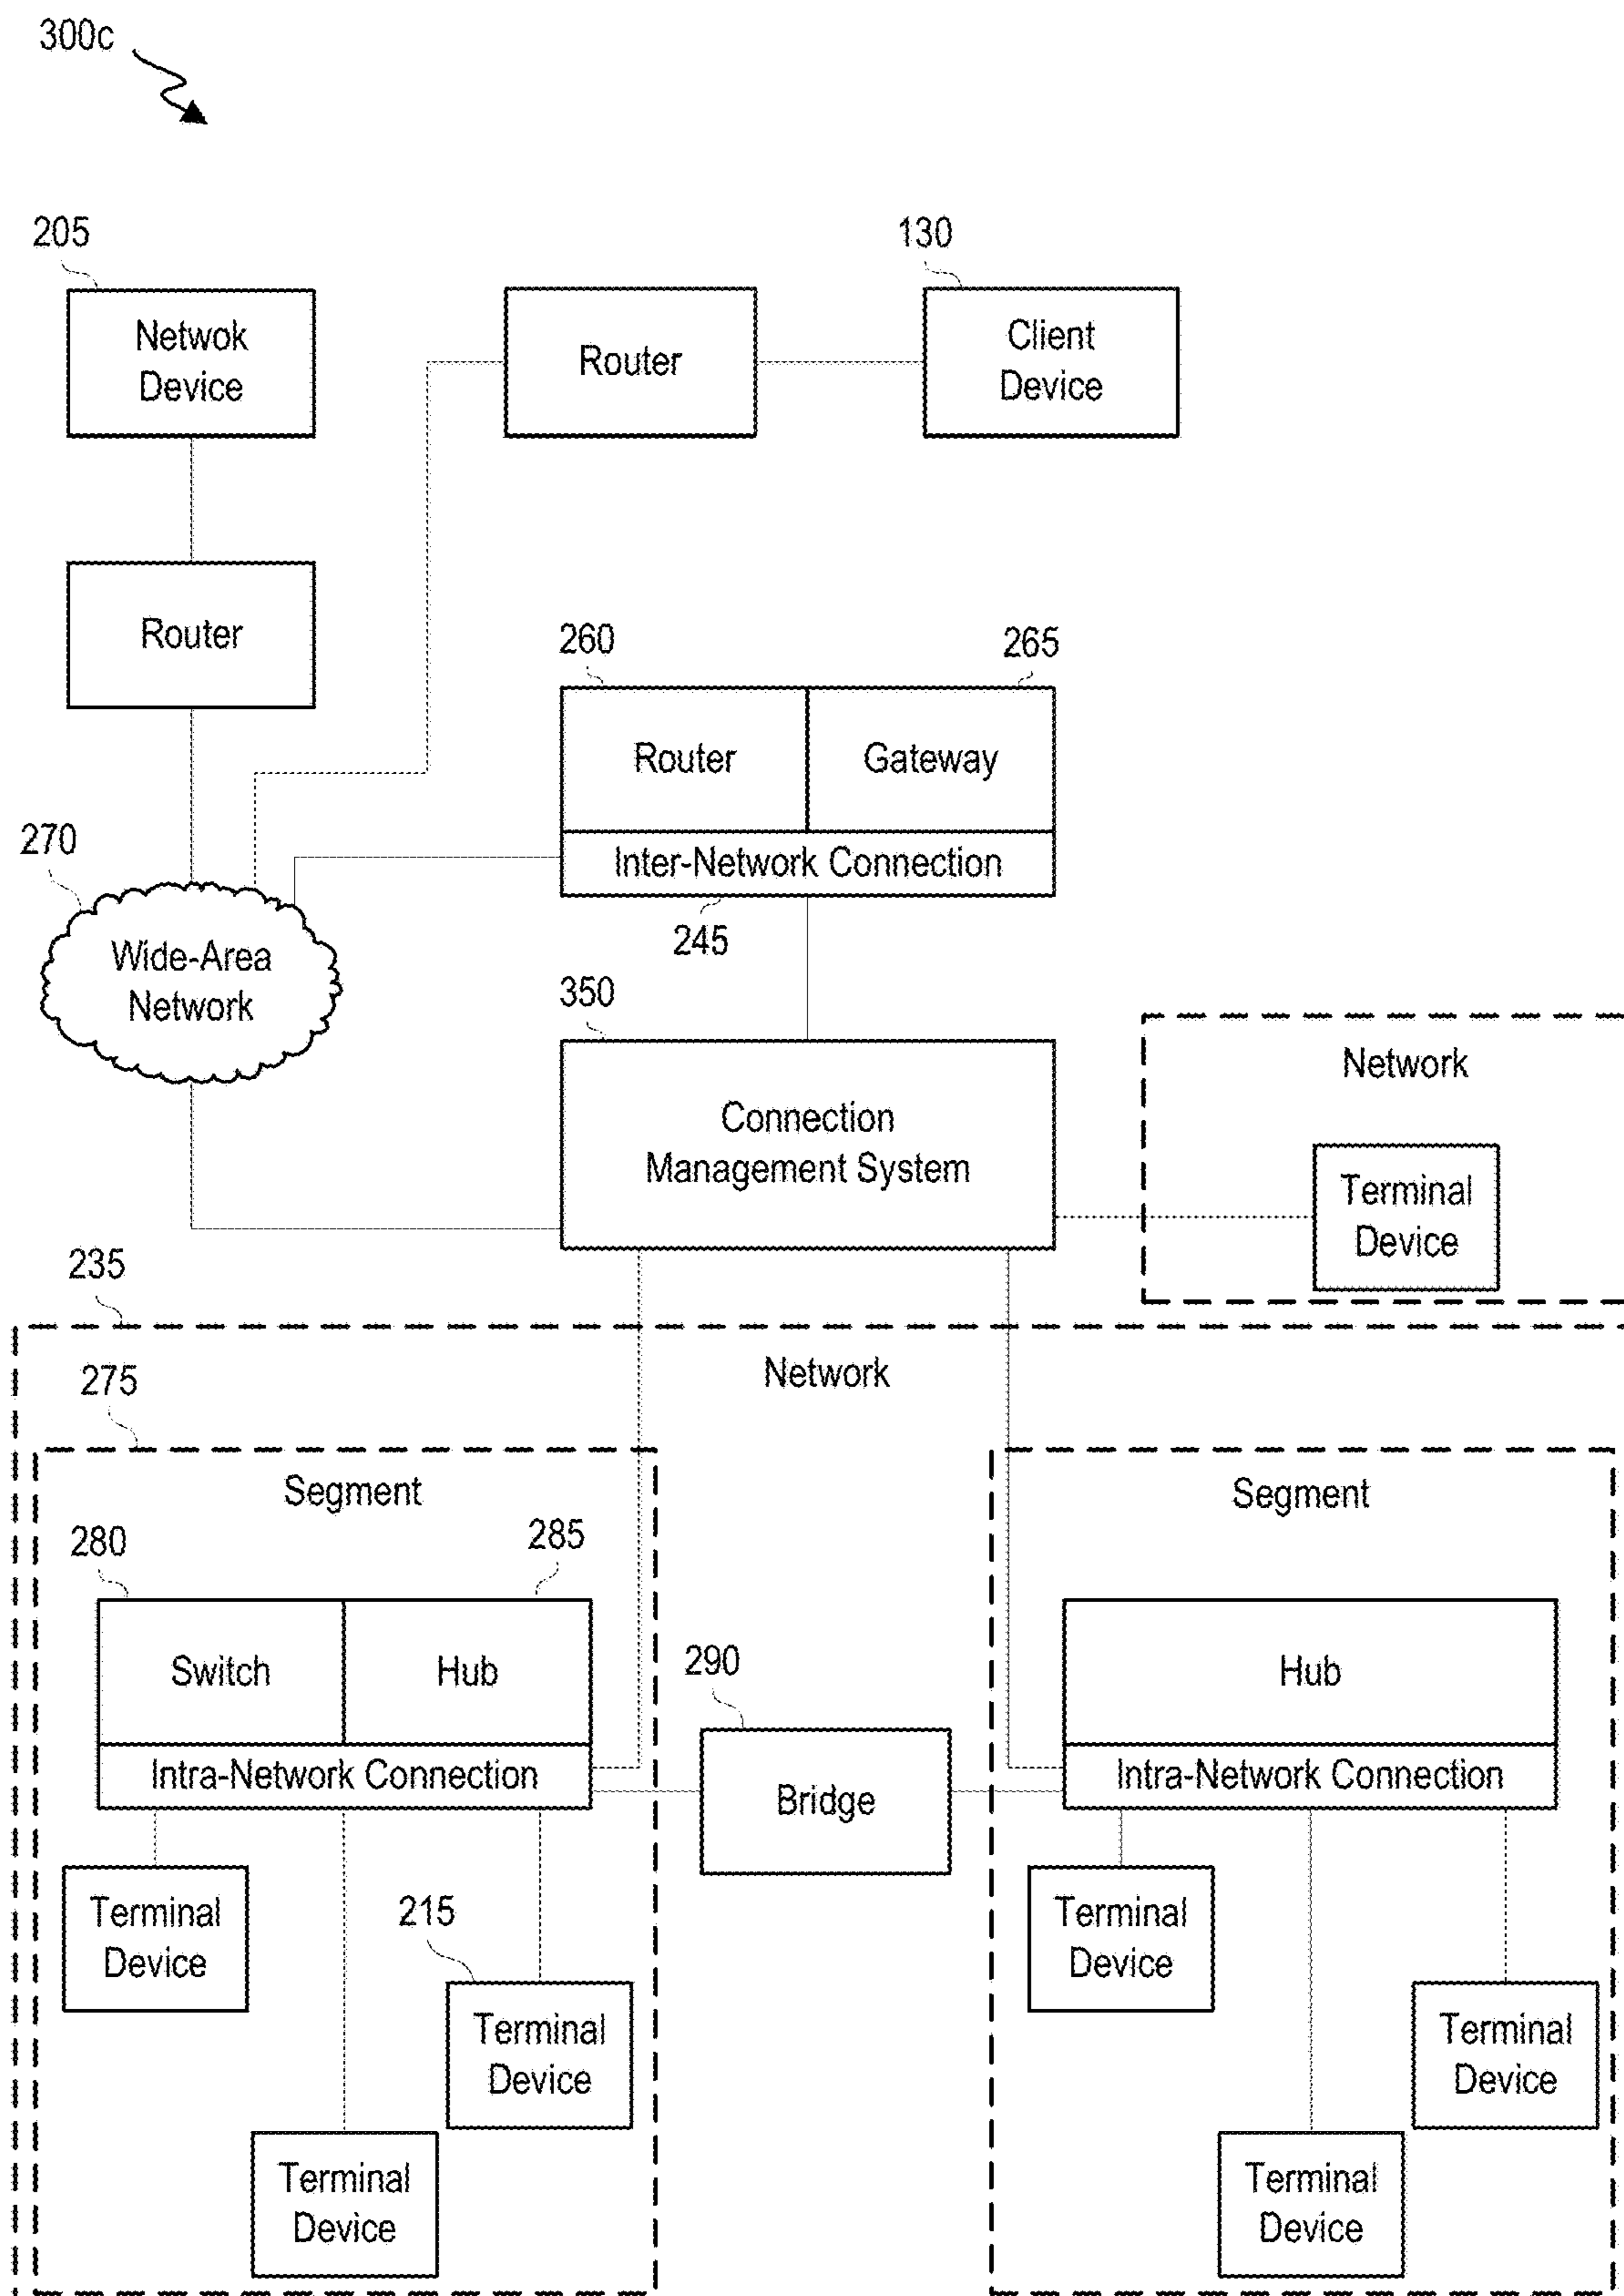 300c
205
130
Netwok
Device
Router
Client
Device
Router
260
265
Router
Gateway
Inter-Network Connection
245
270
Wide-Area
Network
350
Connection
Management System
Network
Terminal
Device
235
Network
275
Segment
Segment
280
285
Switch
Hub
Intra-Network Connection
290
Bridge
Hub
Intra-Network Connection
Terminal
Device
215
Terminal
Device
Terminal
Device
Terminal
Device
Terminal
Device
Terminal
Device